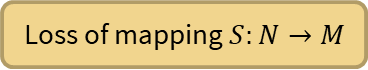 Loss of mapping S: N → M